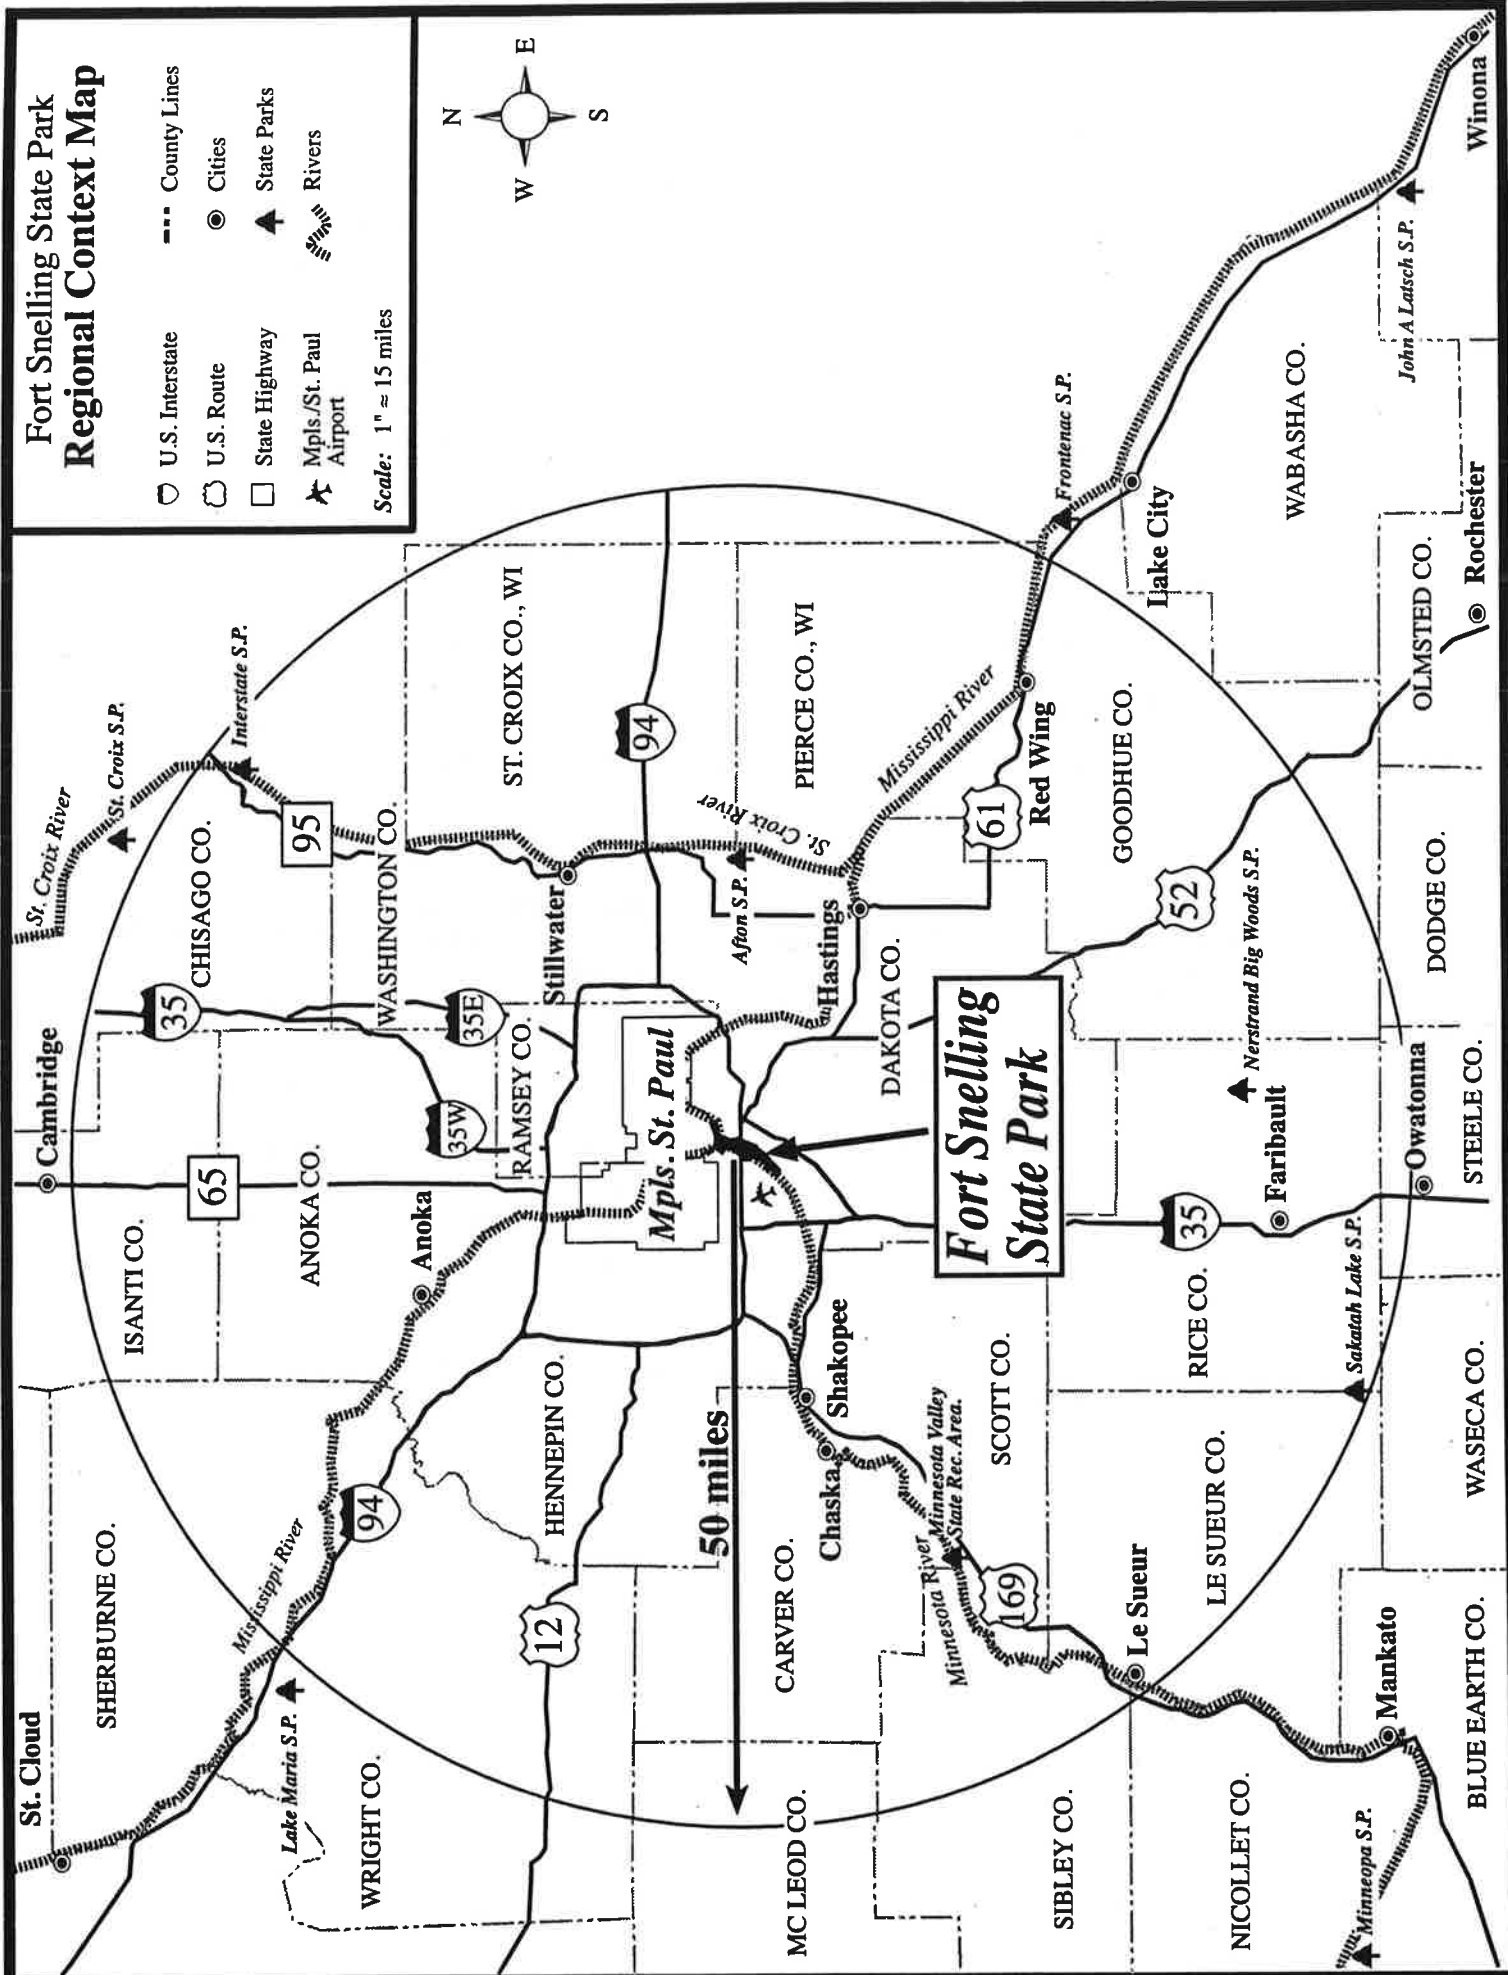 Fort Snelling State Park
Regional Context Map
U.S. Interstate
U.S. Route
State Highway
Mpls./St. Paul
Airport
County Lines
Cities
State Parks
Rivers
Scale: 1" ≈ 15 miles
N
W
E
S
St. Cloud
Cambridge
St. Croix River
St. Croix S.P.
Interstate S.P.
SHERBURNE CO.
ISANTI CO.
CHISAGO CO.
35
65
95
Mississippi River
Lake Maria S.P.
ANOKA CO.
WASHINGTON CO.
94
WRIGHT CO.
Anoka
35W
35E
ST. CROIX CO., WI
RAMSEY CO.
HENNEPIN CO.
12
Stillwater
94
Mpls.
St. Paul
50 miles
Afton S.P.
St. Croix River
CARVER CO.
MC LEOD CO.
Chaska
Shakopee
Hastings
PIERCE CO., WI
DAKOTA CO.
Mississippi River
Minnesota River
Minnesota Valley
State Rec. Area.
SCOTT CO.
Fort Snelling
State Park
61
Red Wing
169
SIBLEY CO.
Le Sueur
GOODHUE CO.
Frontenac S.P.
Lake City
LE SUEUR CO.
RICE CO.
35
52
NICOLLET CO.
Faribault
Nerstrand Big Woods S.P.
WABASHA CO.
Sakatah Lake S.P.
Mankato
Minneopa S.P.
Owatonna
DODGE CO.
OLMSTED CO.
John A Latsch S.P.
BLUE EARTH CO.
WASECA CO.
STEELE CO.
Rochester
Winona